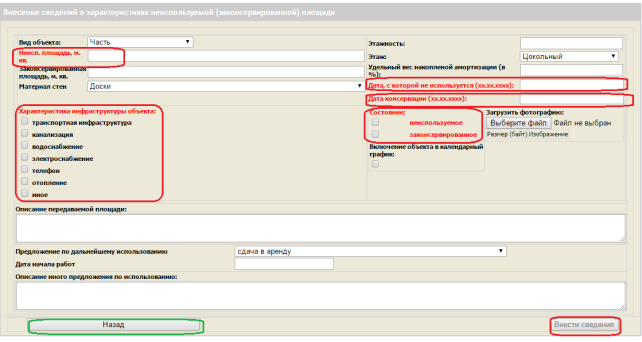 Внесение сведений о характеристиках неиспользуемой (законсервированной) площади
Вид объекта: Часть
Неисп. площадь, м.
кв.
Законсервированная
площадь, м. кв.
Материал стен Доски
Этажность:
Этаж: Цокольный
Удельный вес накопленой амортизации (в
%):
Дата, с которой не используется (xx.xx.xxxx):
Дата консервации (xx.xx.xxxx):
Характеристика инфраструктуры объекта:
транспортная инфраструктура
канализация
водоснабжение
электроснабжение
телефон
отопление
иное
Состояние:
неиспользуемое
законсервированное
Включение объекта в календарный
график:
Загрузить фотографию:
Выберите файл Файл не выбран
Размер (байт) Изображение
Описание передаваемой площади:
Предложение по дальнейшему использованию сдача в аренду
Дата начала работ
Описание иного предложения по использованию:
Назад
Внести сведения